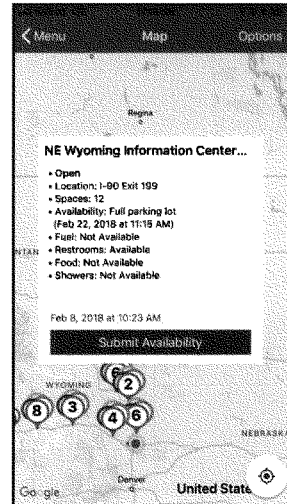 Menu
Map
Options
Regina
NE Wyoming Information Center...
• Open
• Location: I-90 Exit 199
• Spaces: 12
• Availability: Full parking lot
(Feb 22, 2018 at 11:15 AM)
• Fuel: Not Available
• Restrooms: Available
• Food: Not Available
• Showers: Not Available
NTAN
Feb 8, 2018 at 10:23 AM
Submit Availability
WYOMING
6
2
8
3
4
6
NEBRASKA
Denver
Google
United State